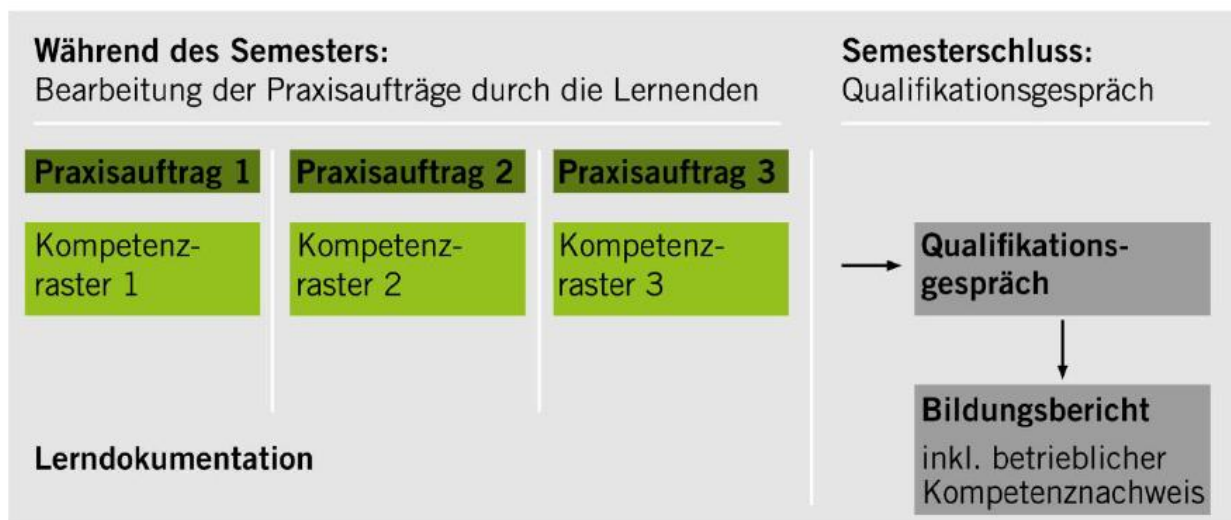 Während des Semesters:
Bearbeitung der Praxisaufträge durch die Lernenden
Semesterschluss:
Qualifikationsgespräch
Praxisauftrag 1
Praxisauftrag 2
Praxisauftrag 3
Kompetenz-
raster 1
Kompetenz-
raster 2
Kompetenz-
raster 3
Qualifikations-
gespräch
Bildungsbericht
inkl. betrieblicher
Kompetenznachweis
Lerndokumentation